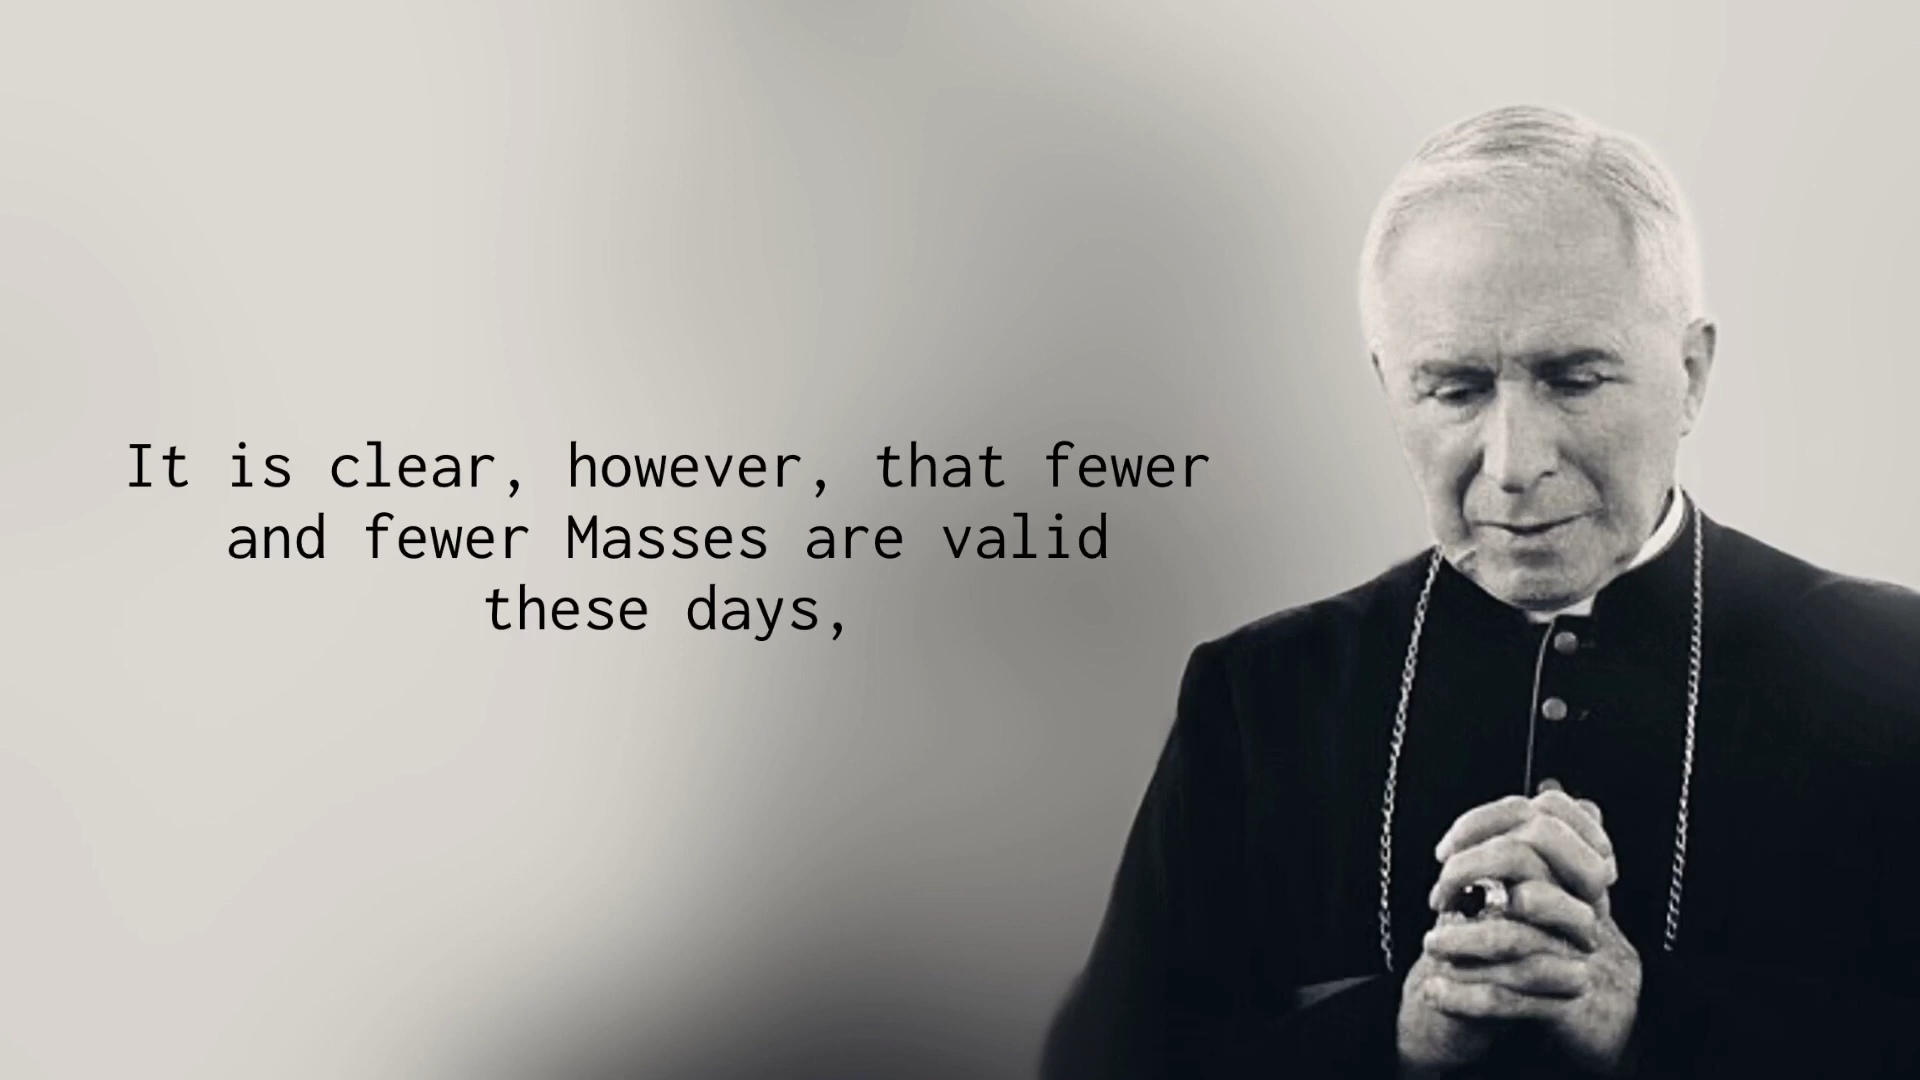 It is clear, however, that fewer
and fewer Masses are valid
these days,